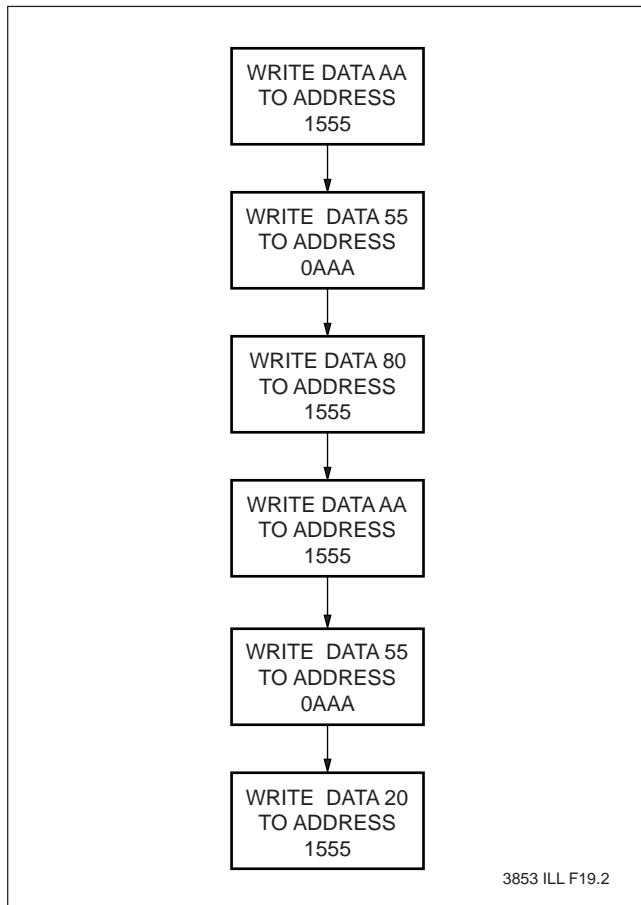 WRITE DATA AA
TO ADDRESS
1555
WRITE DATA 55
TO ADDRESS
0AAA
WRITE DATA 80
TO ADDRESS
1555
WRITE DATA AA
TO ADDRESS
1555
WRITE DATA 55
TO ADDRESS
0AAA
WRITE DATA 20
TO ADDRESS
1555
3853 ILL F19.2